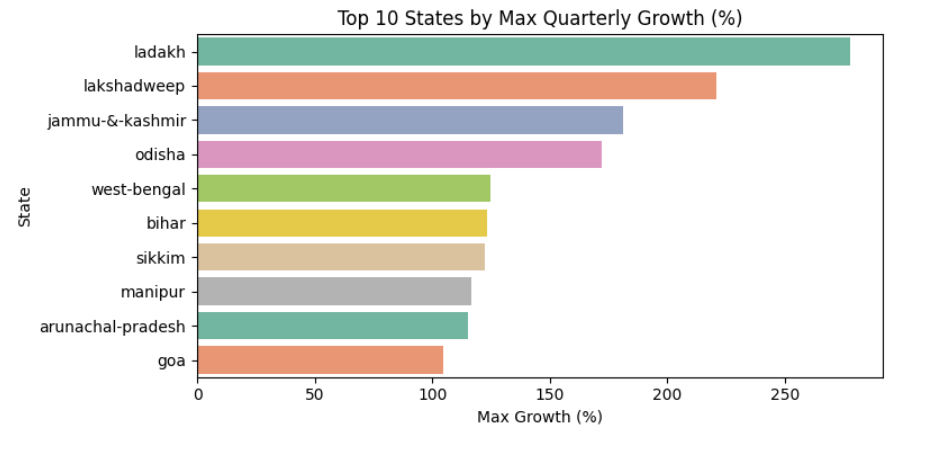 Top 10 States by Max Quarterly Growth (%)
ladakh
lakshadweep
jammu-&-kashmir
odisha
west-bengal
bihar
sikkim
manipur
arunachal-pradesh
goa
State
0 50 100 150 200 250
Max Growth (%)